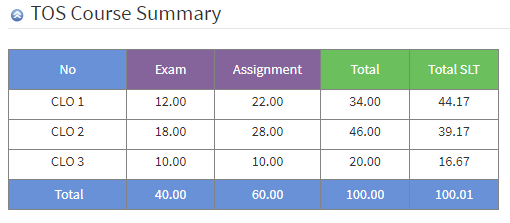 TOS Course Summary
No Exam Assignment Total Total SLT
CLO 1 12.00 22.00 34.00 44.17
CLO 2 18.00 28.00 46.00 39.17
CLO 3 10.00 10.00 20.00 16.67
Total 40.00 60.00 100.00 100.01